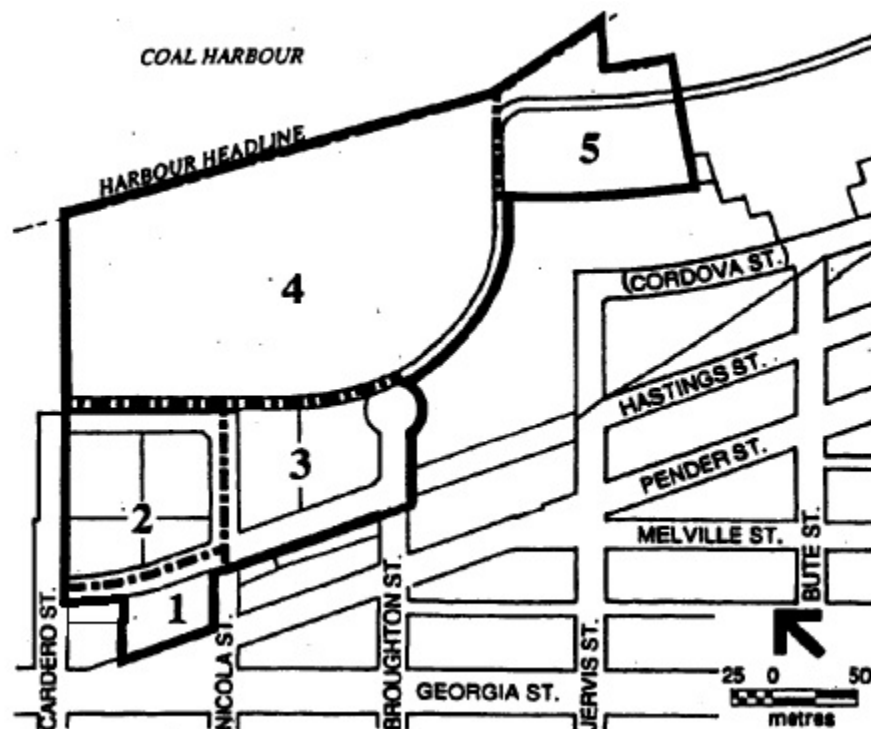 COAL HARBOUR
HARBOUR HEADLINE
5
4
(CORDOVA ST.)
HASTINGS ST.
3
PENDER ST.
2
MELVILLE ST.
BUTE ST.
1
CARDERO ST.
NICOLA ST.
BROUGHTON ST.
JERVIS ST.
GEORGIA ST.
25 0 50
metres